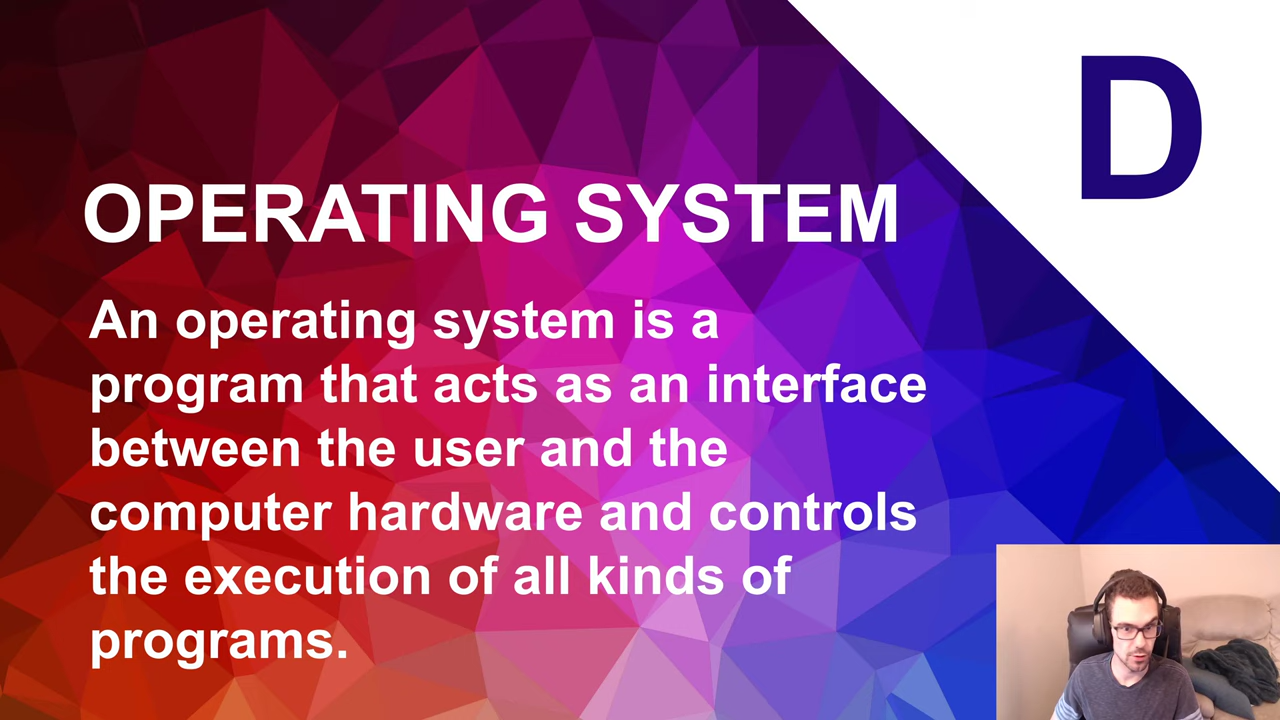 D
OPERATING SYSTEM
An operating system is a
program that acts as an interface
between the user and the
computer hardware and controls
the execution of all kinds of
programs.